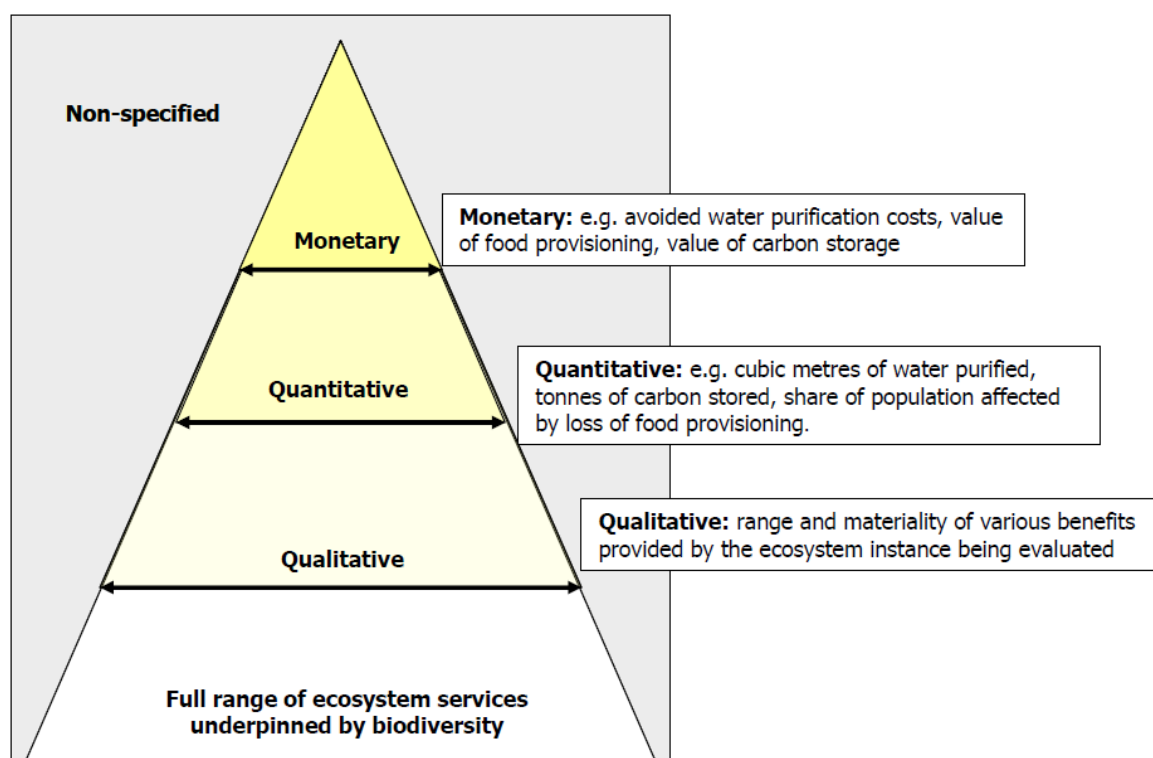 Non-specified
Monetary: e.g. avoided water purification costs, value
of food provisioning, value of carbon storage
Monetary
Quantitative: e.g. cubic metres of water purified,
tonnes of carbon stored, share of population affected
by loss of food provisioning.
Quantitative
Qualitative: range and materiality of various benefits
provided by the ecosystem instance being evaluated
Qualitative
Full range of ecosystem services
underpinned by biodiversity